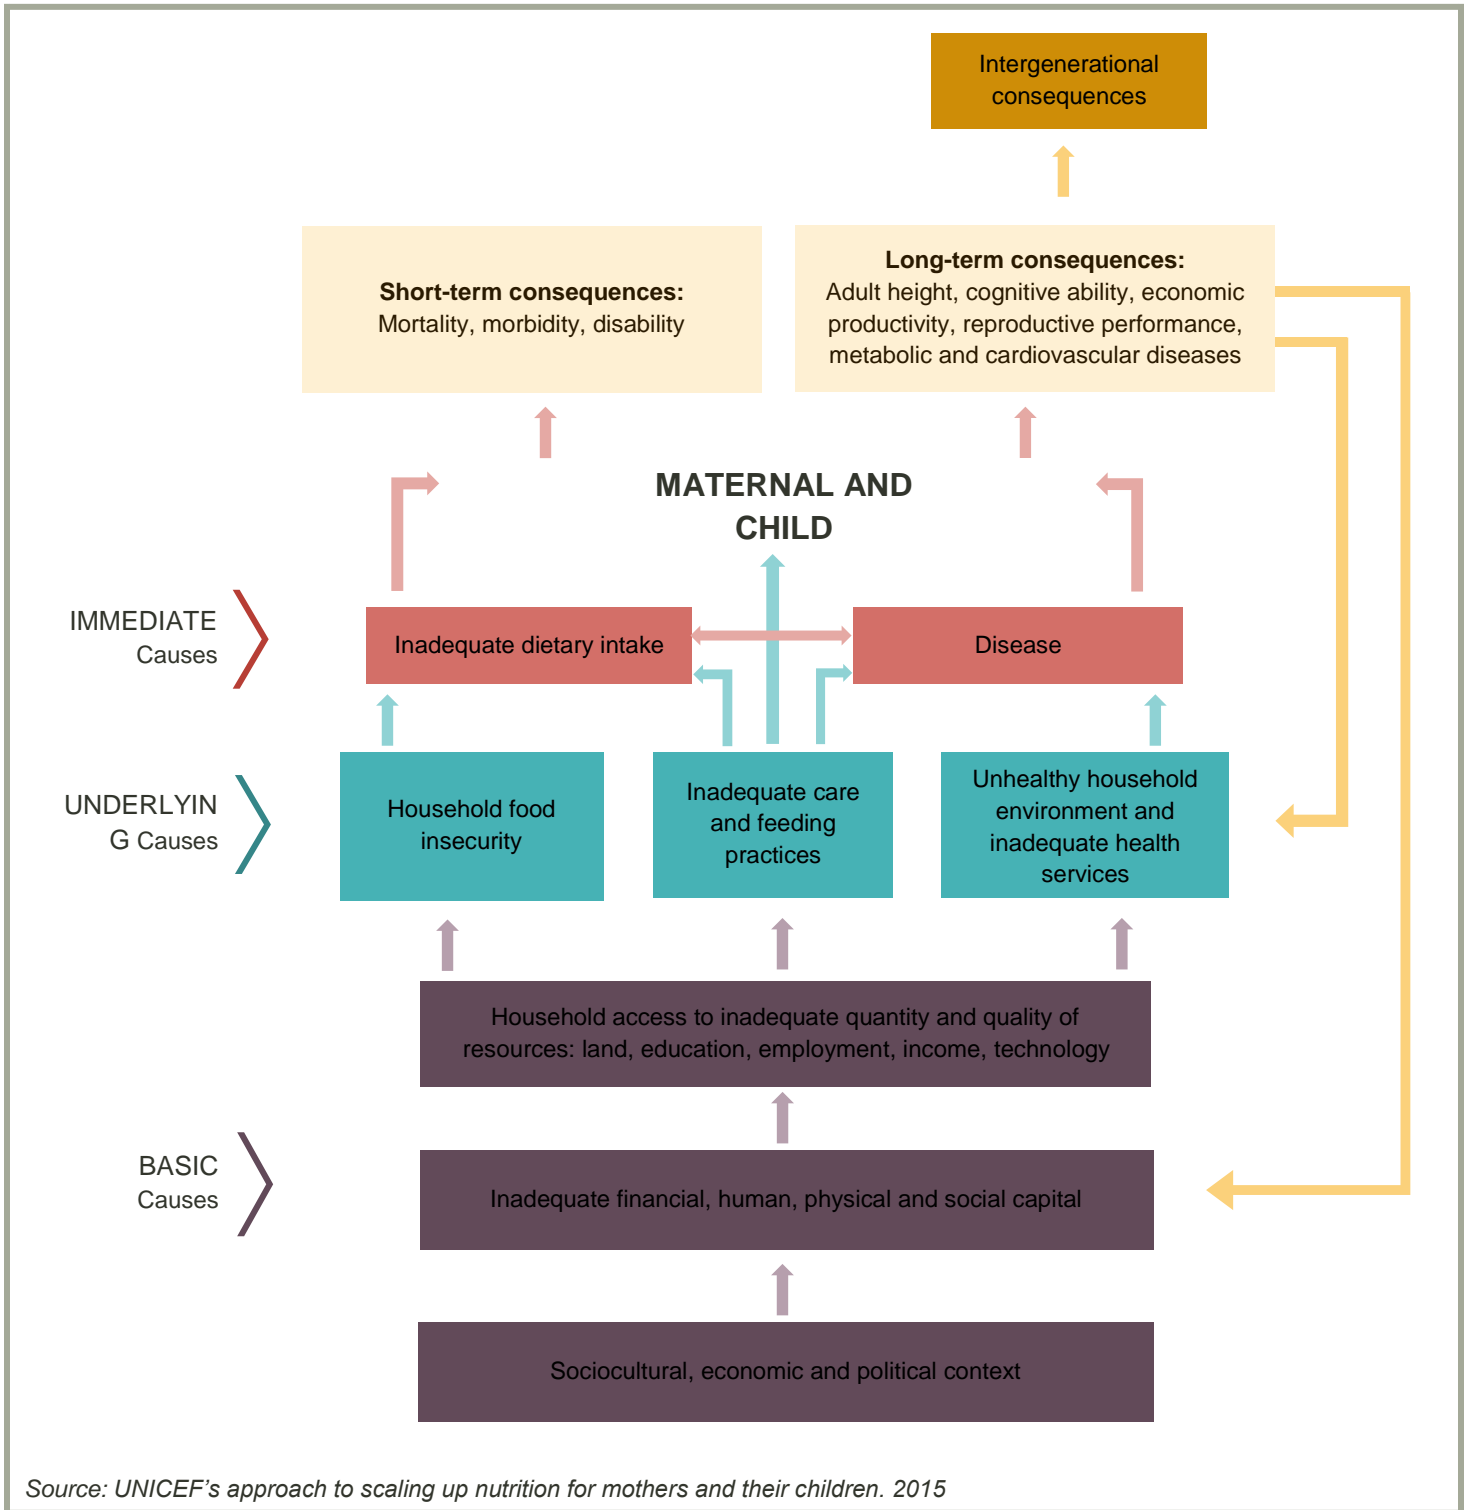 Intergenerational
consequences
Short-term consequences:
Mortality, morbidity, disability
Long-term consequences:
Adult height, cognitive ability, economic
productivity, reproductive performance,
metabolic and cardiovascular diseases
MATERNAL AND
CHILD
IMMEDIATE
Causes
Inadequate dietary intake
Disease
UNDERLYIN
G Causes
Household food
insecurity
Inadequate care
and feeding
practices
Unhealthy household
environment and
inadequate health
services
Household access to inadequate quantity and quality of
resources: land, education, employment, income, technology
BASIC
Causes
Inadequate financial, human, physical and social capital
Sociocultural, economic and political context
Source: UNICEF's approach to scaling up nutrition for mothers and their children. 2015